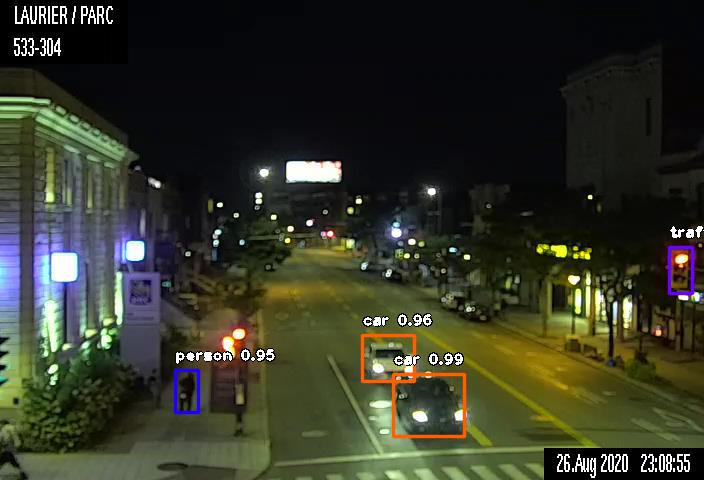 LAURIER / PARC
533-304
traf
car 0.96
car 0.99
person 0.95
26.Aug 2020 23:08:55